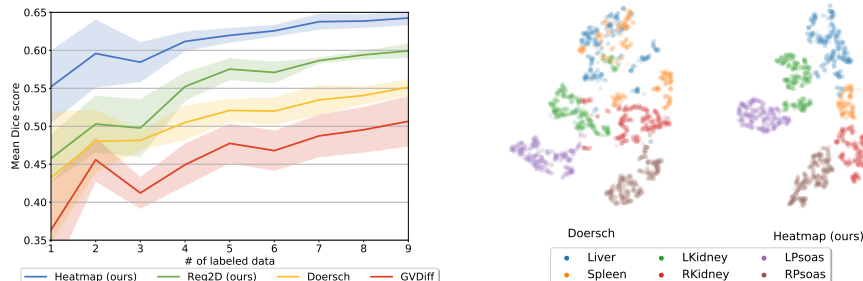 0.65
0.60
0.55
0.50
0.45
0.40
0.35
Mean Dice score
1 2 3 4 5 6 7 8 9
# of labeled data
Heatmap (ours) Reg2D (ours) Doersch GVDiff
Doersch Heatmap (ours)
Liver LKidney LPsoas
Spleen RKidney RPsoas